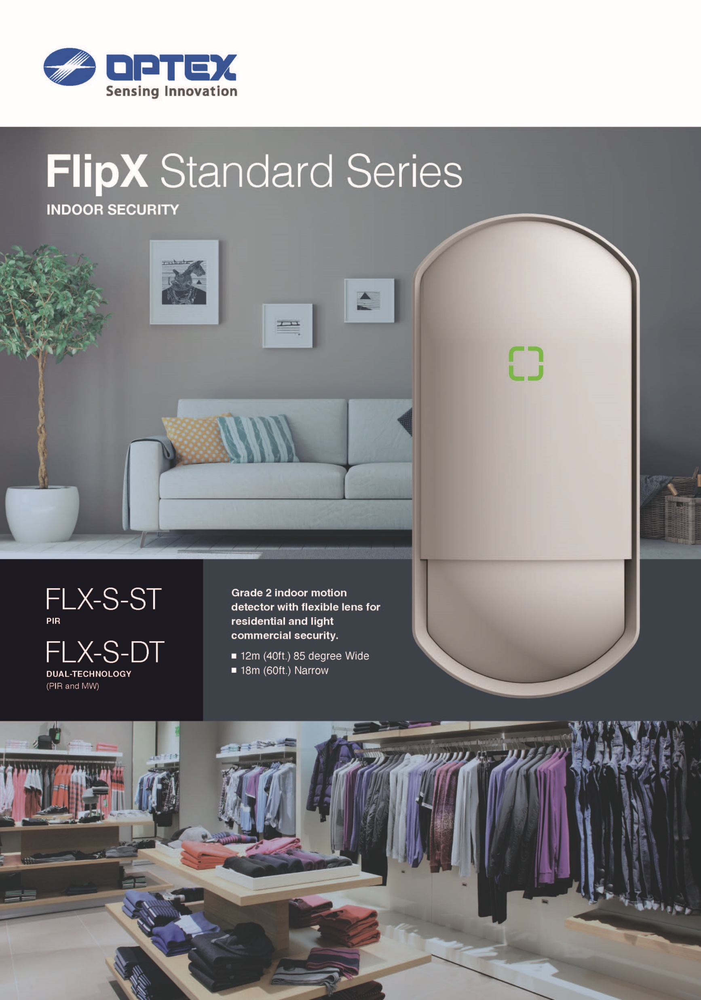 OPTEX
Sensing Innovation
FlipX Standard Series
INDOOR SECURITY
FLX-S-ST
PIR
FLX-S-DT
DUAL-TECHNOLOGY
(PIR and MW)
Grade 2 indoor motion
detector with flexible lens for
residential and light
commercial security.
■ 12m (40ft.) 85 degree Wide
■ 18m (60ft.) Narrow